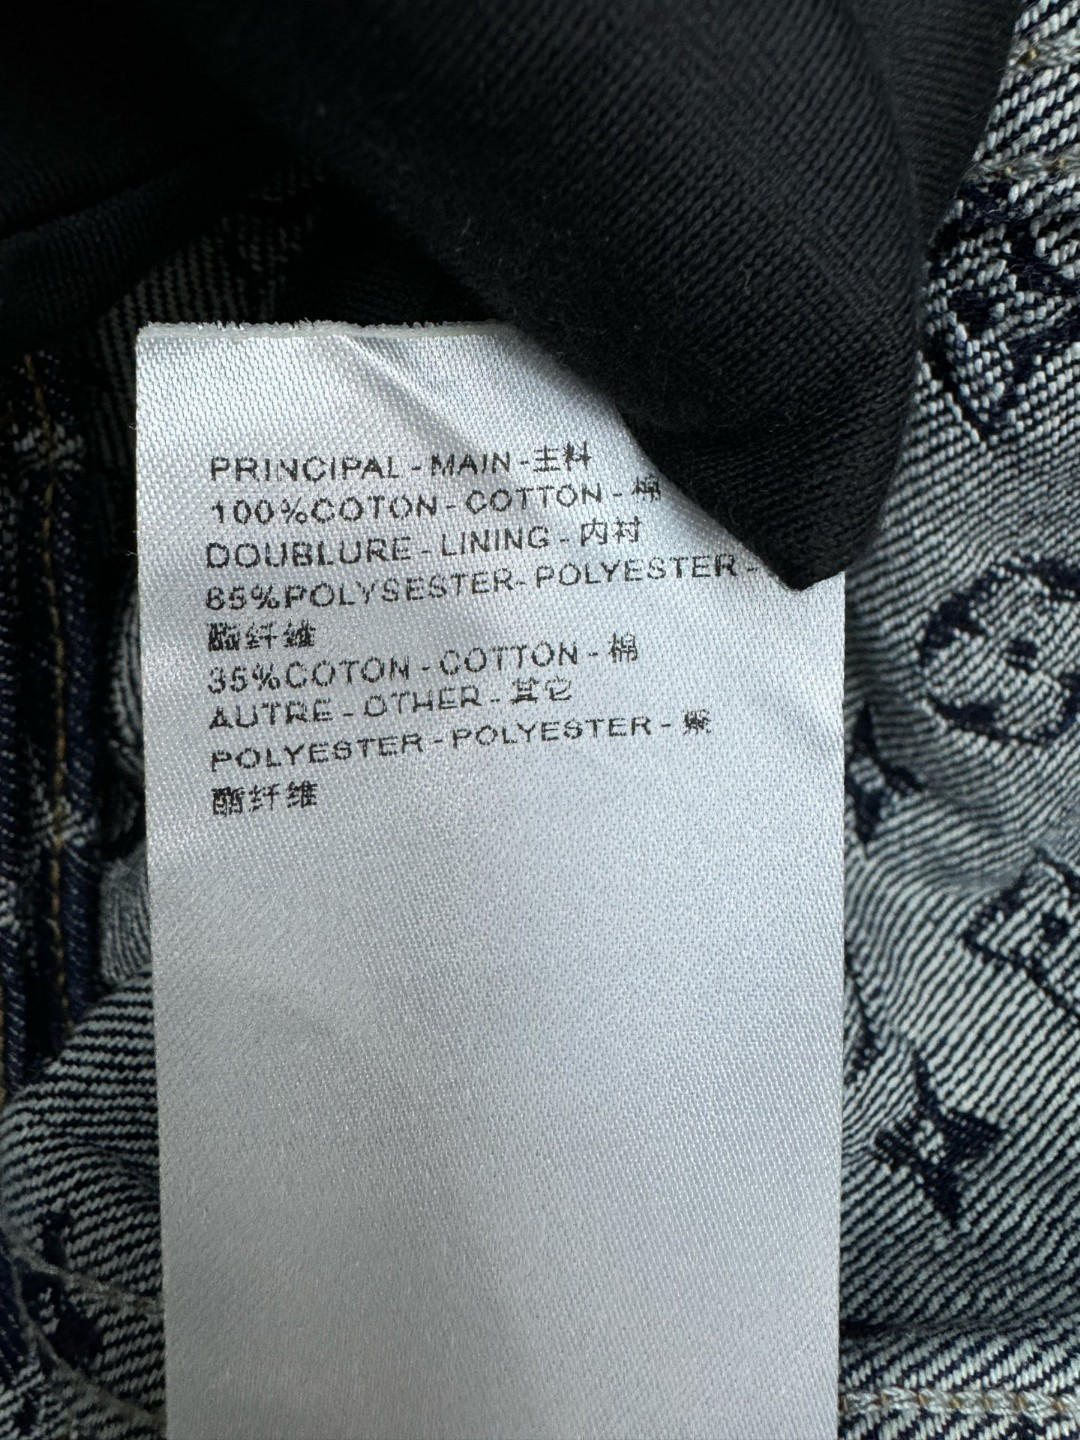 PRINCIPAL - MAIN - 主料
100%COTON - COTTON - 棉
DOUBLURE - LINING - 内衬
65%POLYSESTER- POLYESTER -
酯纤维
35%COTON - COTTON - 棉
AUTRE - OTHER - 其它
POLYESTER - POLYESTER - 聚
酯纤维